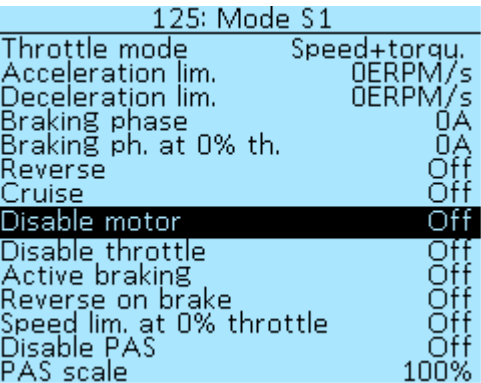 125: Mode S1
Throttle mode Speed+torqu.
Acceleration lim. 0ERPM/s
Deceleration lim. 0ERPM/s
Braking phase 0A
Braking ph. at 0% th. 0A
Reverse Off
Cruise Off
Disable motor Off
Disable throttle Off
Active braking Off
Reverse on brake Off
Speed lim. at 0% throttle Off
Disable PAS Off
PAS scale 100%